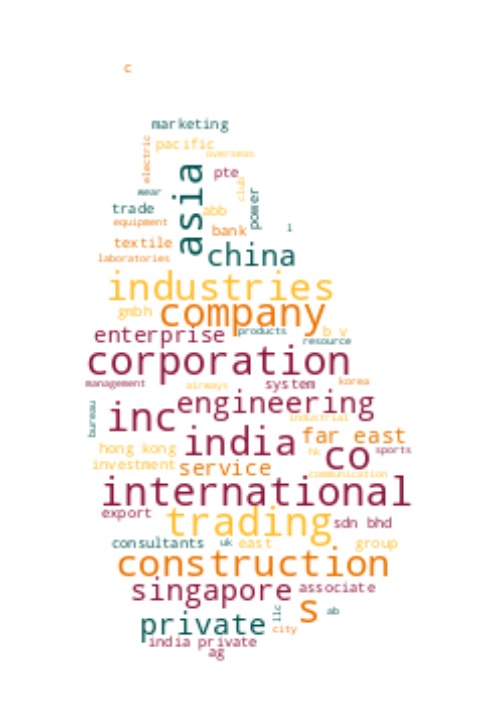 c
marketing
electric
pacific
overseas
asia
pte
wear
club
power
trade
abb
equipment
bank
l
textile
china
laboratories
industries
gmbh
company
enterprise
products
b v
resource
corporation
management
airways
system
korea
bureau
inc
engineering
industrial
india
far east
hong kong
co
hk
sports
investment
service
communication
international
export
trading
sdn bhd
consultants
uk
east
group
construction
singapore
associate
s
llc
ab
private
city
india private
ag